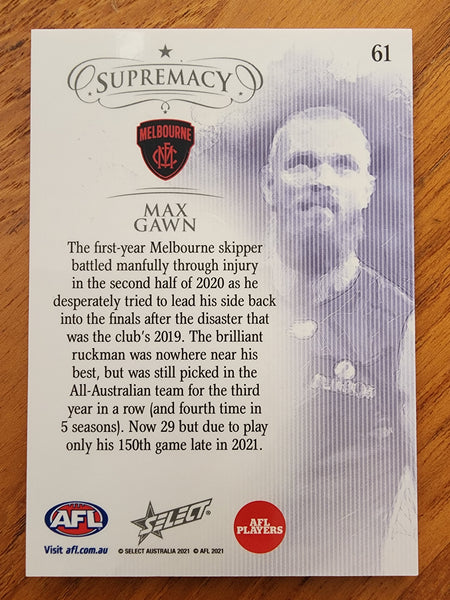 61
SUPREMACY
MELBOURNE
MAX
GAWN
The first-year Melbourne skipper
battled manfully through injury
in the second half of 2020 as he
desperately tried to lead his side back
into the finals after the disaster that
was the club's 2019. The brilliant
ruckman was nowhere near his
best, but was still picked in the
All-Australian team for the third
year in a row (and fourth time in
5 seasons). Now 29 but due to play
only his 150th game late in 2021.
AFL
SELECT
AFL
PLAYERS
Visit afl.com.au
© SELECT AUSTRALIA 2021 © AFL 2021